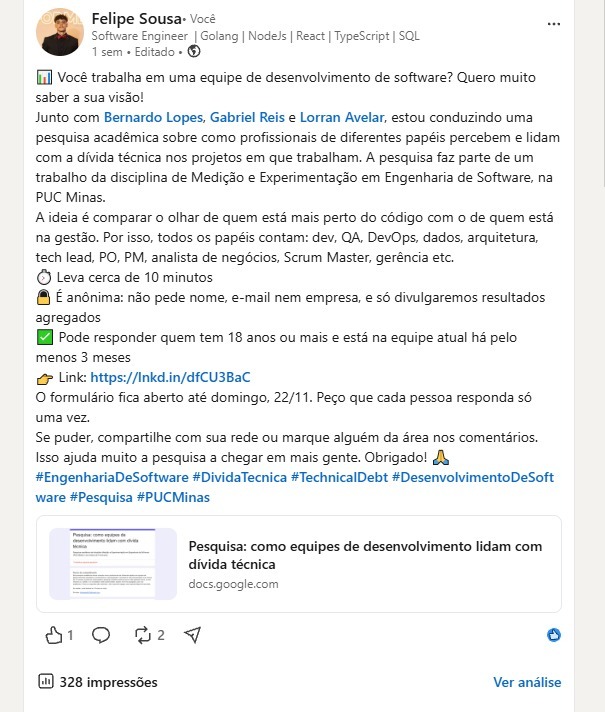 Felipe Sousa • Você
Software Engineer | Golang | NodeJs | React | TypeScript | SQL
1 sem • Editado •
Você trabalha em uma equipe de desenvolvimento de software? Quero muito
saber a sua visão!
Junto com Bernardo Lopes, Gabriel Reis e Lorran Avelar, estou conduzindo uma
pesquisa acadêmica sobre como profissionais de diferentes papéis percebem e lidam
com a dívida técnica nos projetos em que trabalham. A pesquisa faz parte de um
trabalho da disciplina de Medição e Experimentação em Engenharia de Software, na
PUC Minas.
A ideia é comparar o olhar de quem está mais perto do código com o de quem está
na gestão. Por isso, todos os papéis contam: dev, QA, DevOps, dados, arquitetura,
tech lead, PO, PM, analista de negócios, Scrum Master, gerência etc.
Leva cerca de 10 minutos
É anônima: não pede nome, e-mail nem empresa, e só divulgaremos resultados
agregados
Pode responder quem tem 18 anos ou mais e está na equipe atual há pelo
menos 3 meses
Link: https://lnkd.in/dfCU3BaC
O formulário fica aberto até domingo, 22/11. Peço que cada pessoa responda só
uma vez.
Se puder, compartilhe com sua rede ou marque alguém da área nos comentários.
Isso ajuda muito a pesquisa a chegar em mais gente. Obrigado!
#EngenhariaDeSoftware #DividaTecnica #TechnicalDebt #DesenvolvimentoDeSoft
ware #Pesquisa #PUCMinas
Pesquisa: como equipes de
desenvolvimento lidam com dívida
técnica
Pesquisa: como equipes de desenvolvimento lidam com
dívida técnica
docs.google.com
1
2
328 impressões
Ver análise